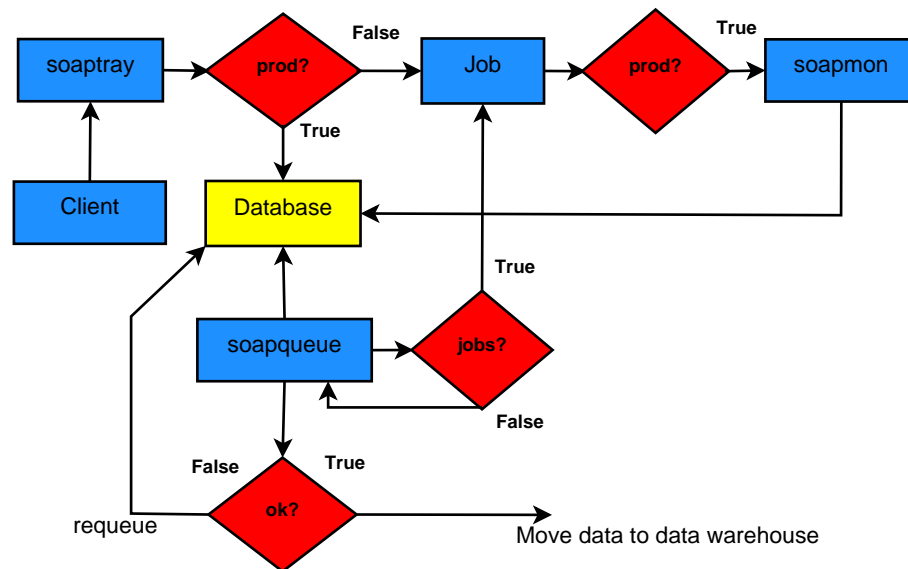 False
True
soaptray
prod?
Job
prod?
soapmon
True
Client
Database
True
soapqueue
jobs?
False
False
True
ok?
requeue
Move data to data warehouse